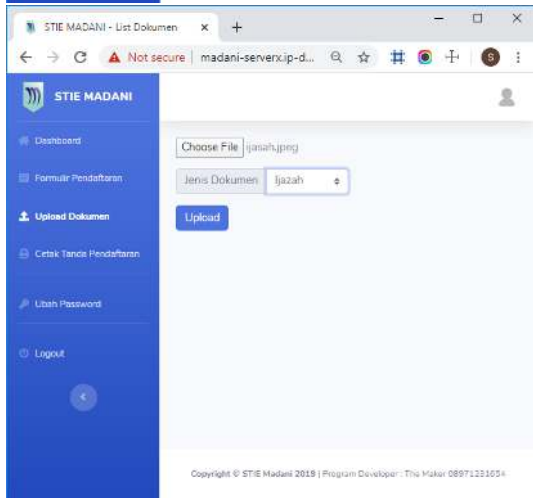 STIE MADANI - List Dokumen
Not secure | madani-serverx.ip-d...
S
STIE MADANI
Dashboard
Choose File ijasah.jpeg
Formulir Pendaftaran
Jenis Dokumen Ijazah
Upload Dokumen
Upload
Cetak Tanda Pendaftaran
Ubah Password
Logout
Copyright © STIE Madani 2019 | Program Developer : The Maker 08971231654